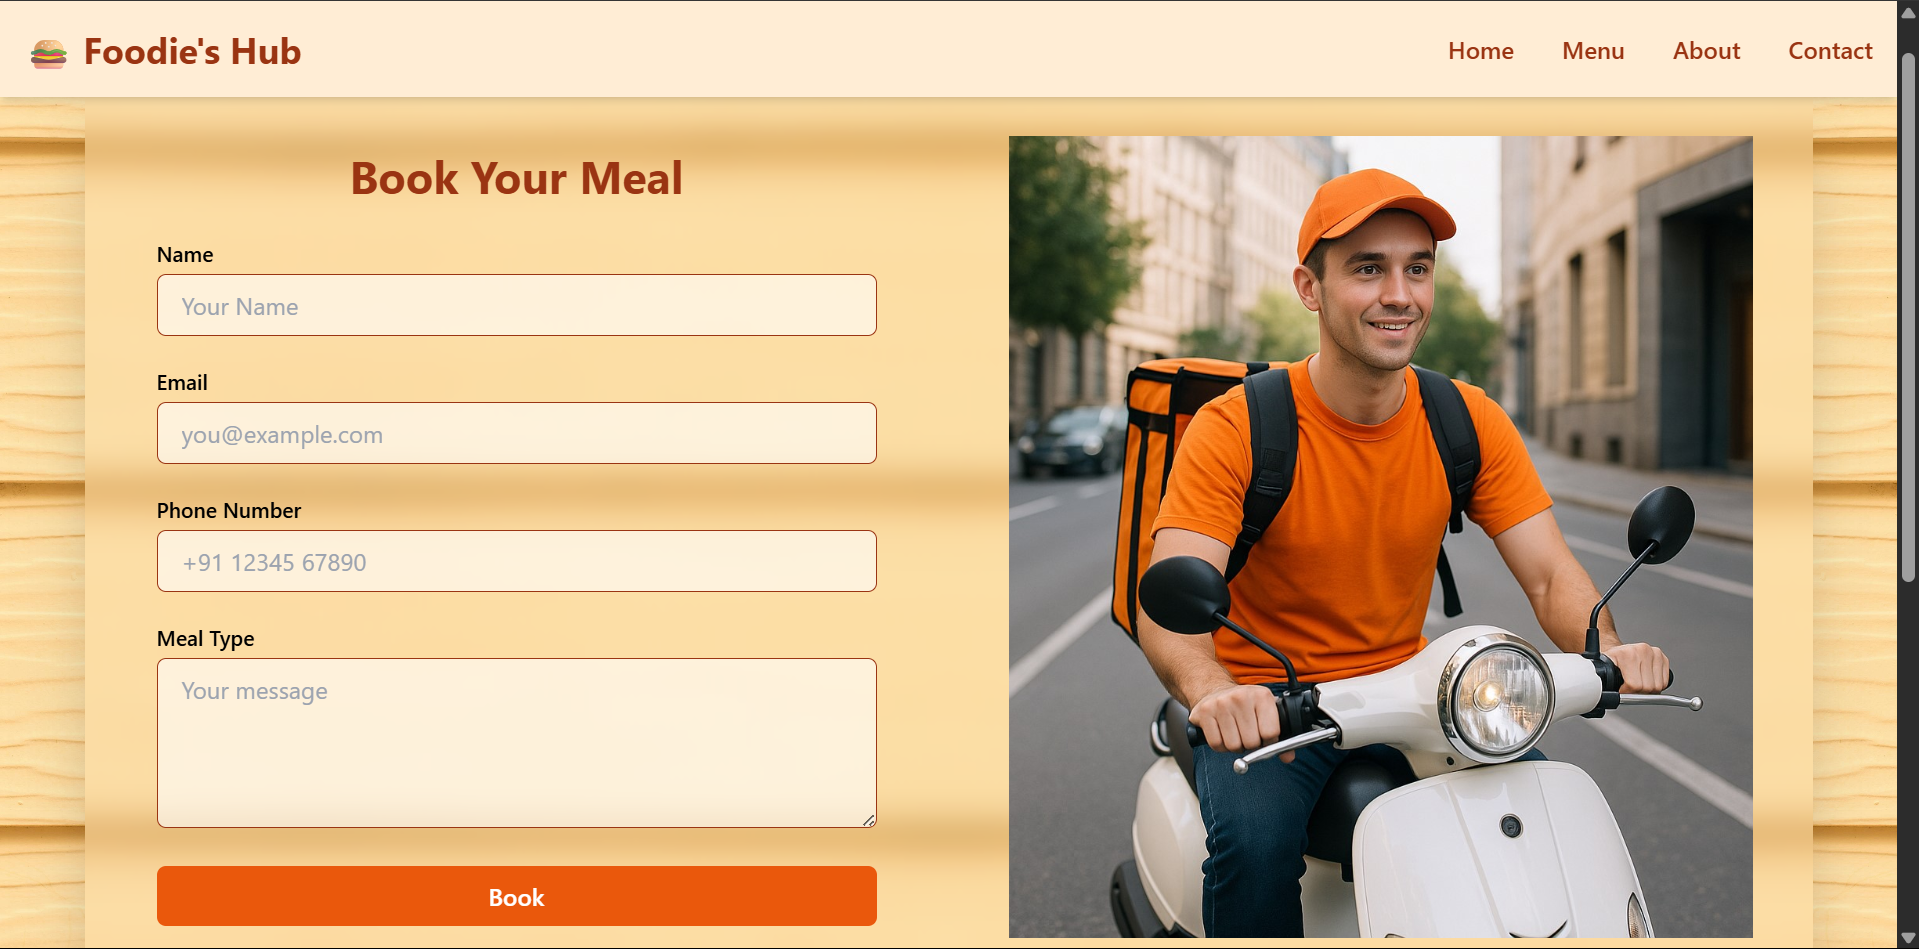 Foodie's Hub
Home Menu About Contact
Book Your Meal
Name
Your Name
Email
you@example.com
Phone Number
+91 12345 67890
Meal Type
Your message
Book